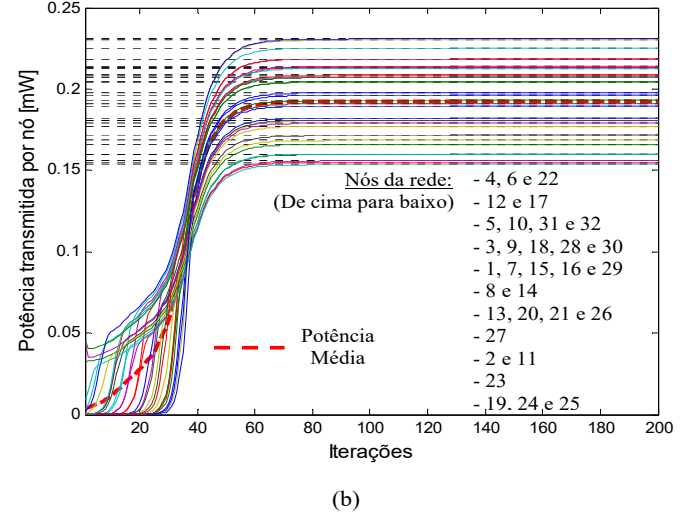 0.25
0.2
0.15
0.1
0.05
0
Potência transmitida por nó [mW]
Nós da rede:
(De cima para baixo)
- 4, 6 e 22
- 12 e 17
- 5, 10, 31 e 32
- 3, 9, 18, 28 e 30
- 1, 7, 15, 16 e 29
- 8 e 14
- 13, 20, 21 e 26
- 27
- 2 e 11
- 23
- 19, 24 e 25
Potência
Média
20 40 60 80 100 120 140 160 180 200
Iterações
(b)